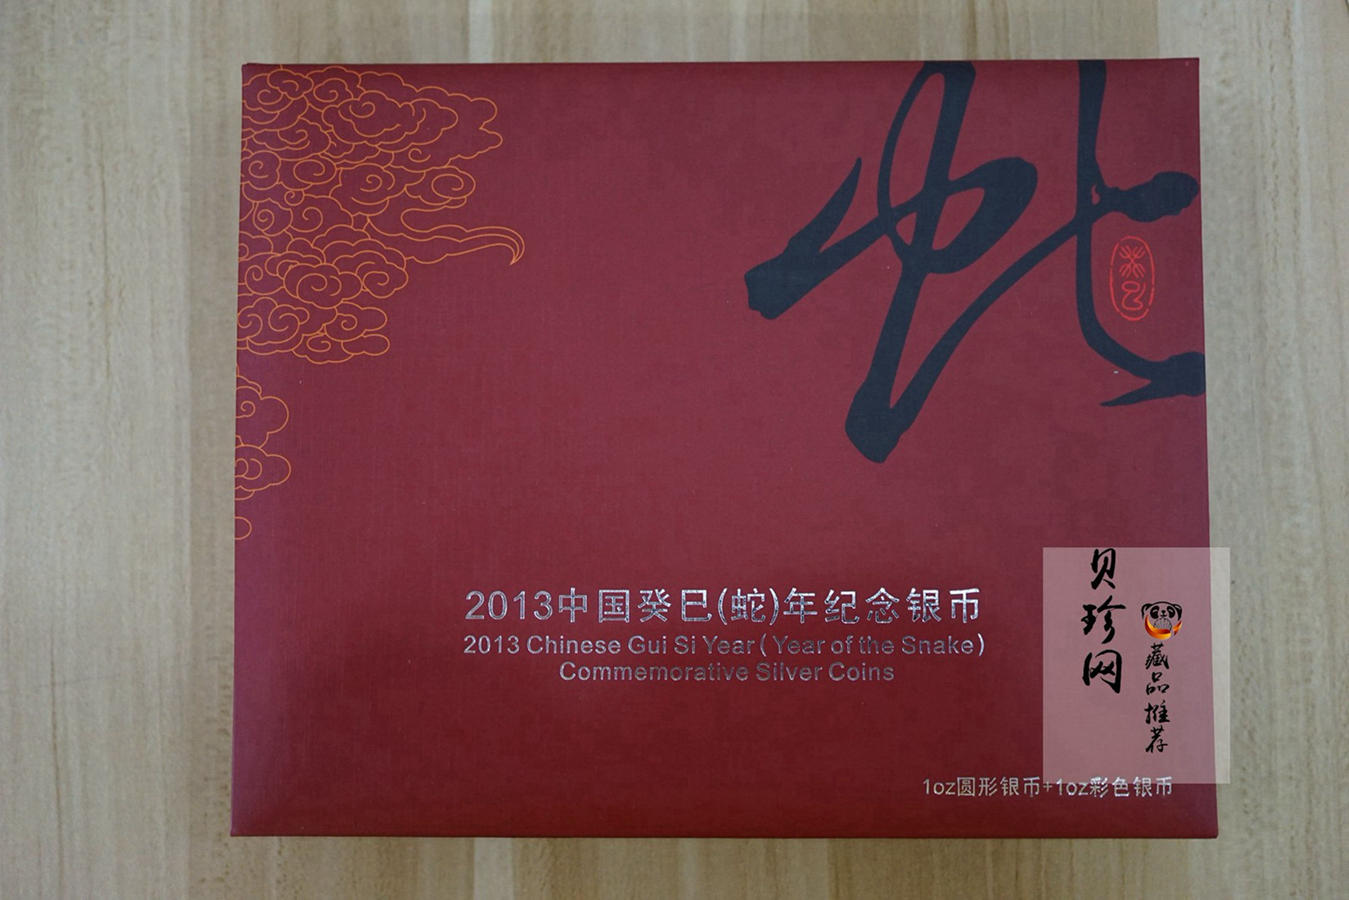 蛇
癸巳
2013中国癸巳(蛇)年纪念银币
2013 Chinese Gui Si Year (Year of the Snake)
Commemorative Silver Coins
贝珍网
藏品推荐
1oz圆形银币+1oz彩色银币